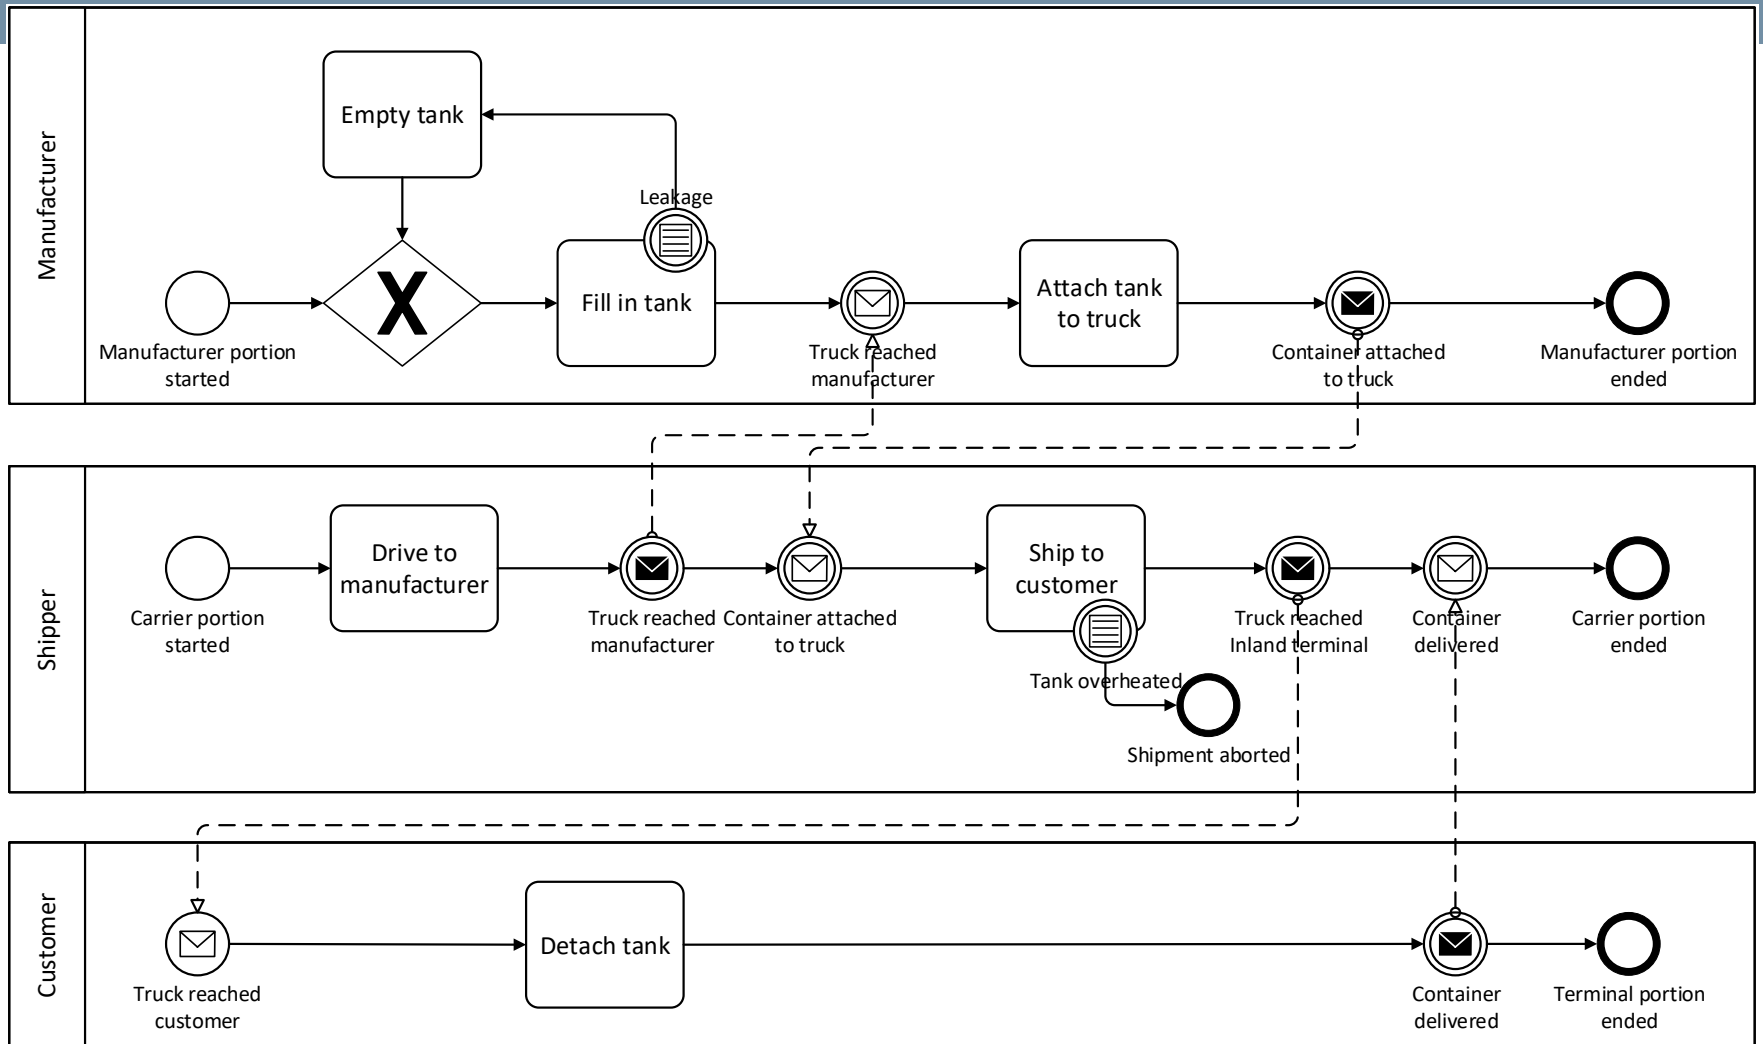 Manufacturer
Empty tank
Leakage
X
Fill in tank
Attach tank
to truck
Manufacturer portion
started
Truck reached
manufacturer
Container attached
to truck
Manufacturer portion
ended
Shipper
Drive to
manufacturer
Ship to
customer
Carrier portion
started
Truck reached
manufacturer
Container attached
to truck
Truck reached
Inland terminal
Container
delivered
Carrier portion
ended
Tank overheated
Shipment aborted
Customer
Detach tank
Truck reached
customer
Container
delivered
Terminal portion
ended